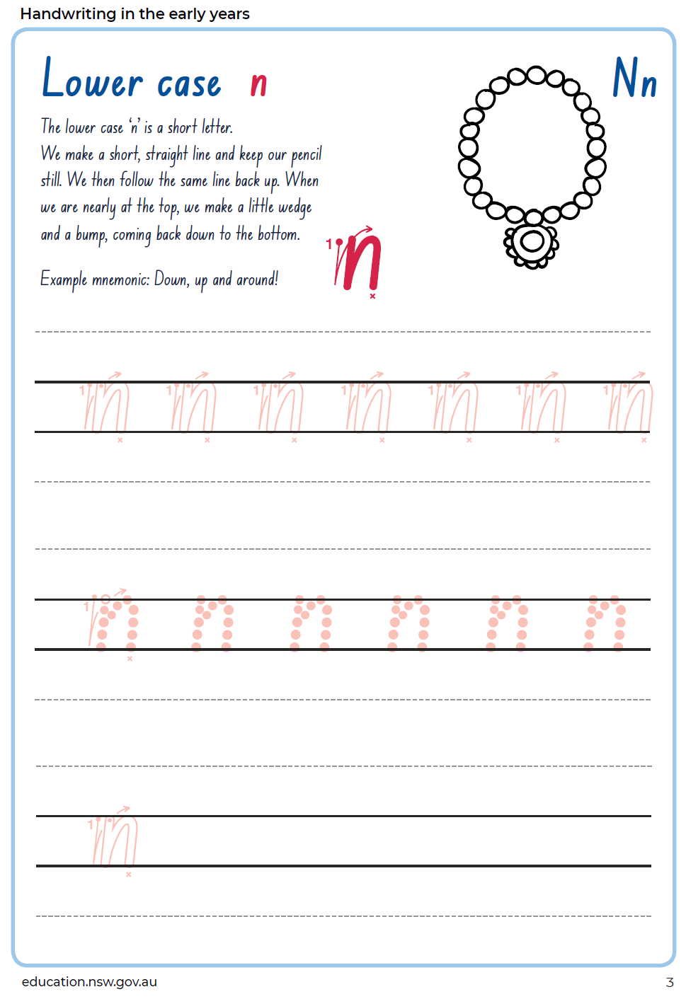 Handwriting in the early years
Lower case n
Nn
The lower case ‘n’ is a short letter.
We make a short, straight line and keep our pencil
still. We then follow the same line back up. When
we are nearly at the top, we make a little wedge
and a bump, coming back down to the bottom.
Example mnemonic: Down, up and around!
1 n
1 n 1 n 1 n 1 n 1 n 1 n 1 n
1 n n n n n n
1 n
education.nsw.gov.au
3